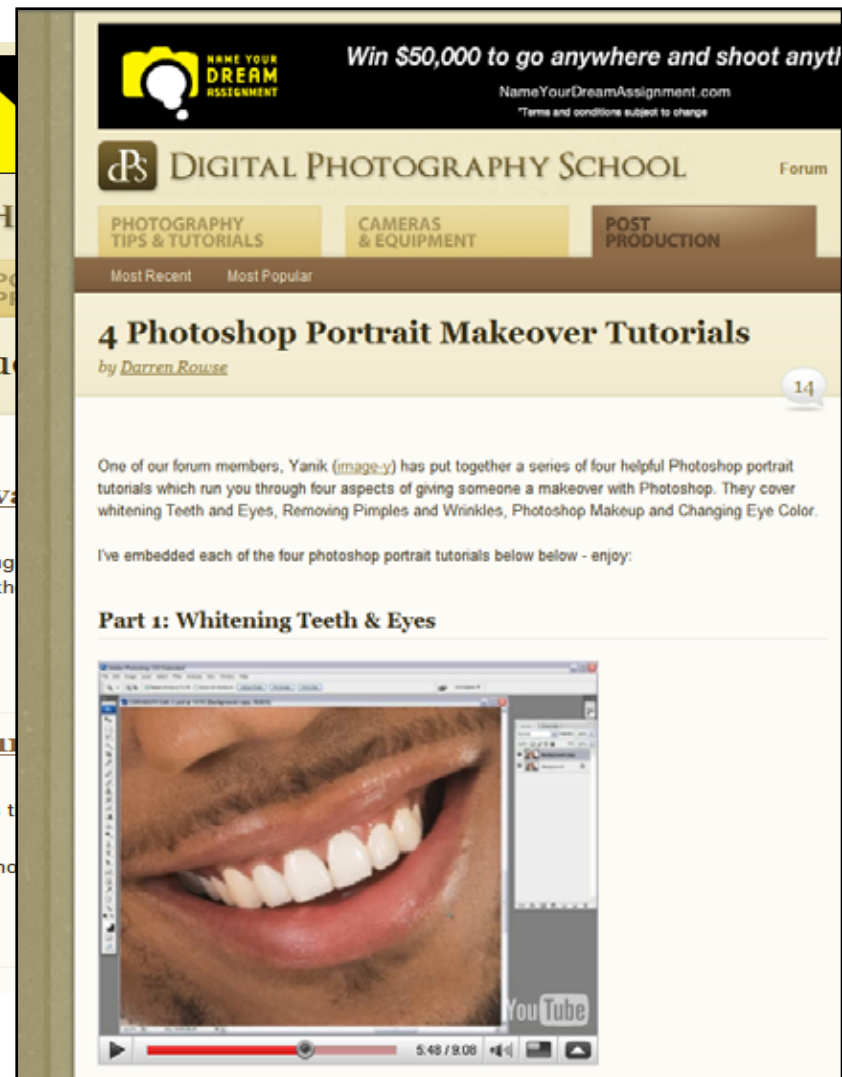 NAME YOUR
DREAM
ASSIGNMENT
Win $50,000 to go anywhere and shoot anyth
NameYourDreamAssignment.com
*Terms and conditions subject to change
dPS DIGITAL PHOTOGRAPHY SCHOOL
Forum
PHOTOGRAPHY
TIPS & TUTORIALS
CAMERAS
& EQUIPMENT
POST
PRODUCTION
Most Recent Most Popular
4 Photoshop Portrait Makeover Tutorials
by Darren Rowse
14
One of our forum members, Yanik (image-y) has put together a series of four helpful Photoshop portrait
tutorials which run you through four aspects of giving someone a makeover with Photoshop. They cover
whitening Teeth and Eyes, Removing Pimples and Wrinkles, Photoshop Makeup and Changing Eye Color.
I've embedded each of the four photoshop portrait tutorials below below - enjoy:
Part 1: Whitening Teeth & Eyes
YouTube
5:48 / 9:08